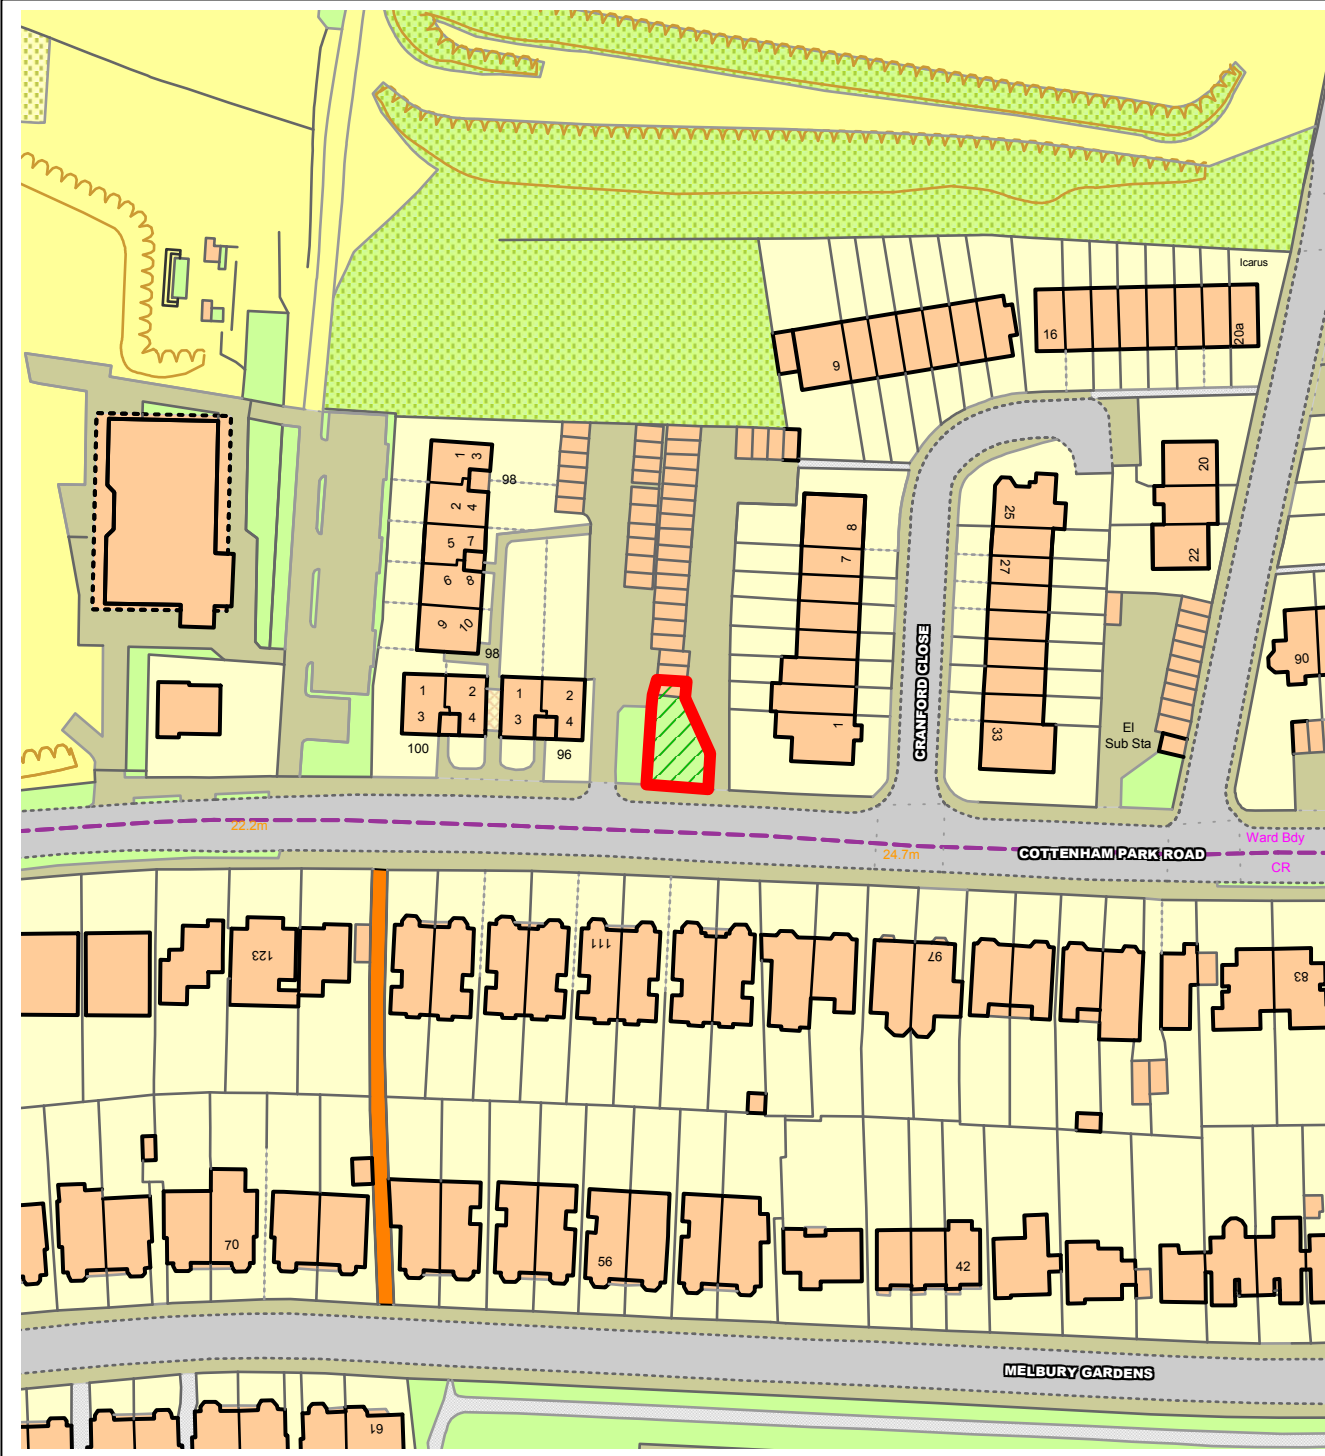 Icarus
16
20a
9
1 3
98
2 4
5 7
6 8
9 10
98
8
7
1
25
27
33
20
22
90
CRANFORD CLOSE
El
Sub Sta
1 2
3 4
100
1 2
3 4
96
22.2m
24.7m
COTTENHAM PARK ROAD
Ward Bdy
CR
123
111
97
83
70
56
42
MELBURY GARDENS
61